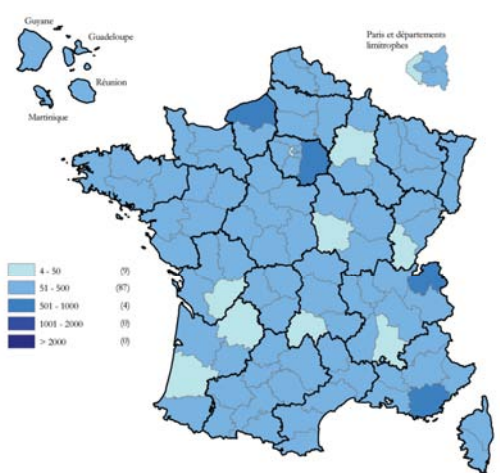 Guyane
Guadeloupe
Réunion
Martinique
Paris et départements
limitrophes
4 - 50 (9)
51 - 500 (87)
501 - 1000 (4)
1001 - 2000 (0)
> 2000 (0)